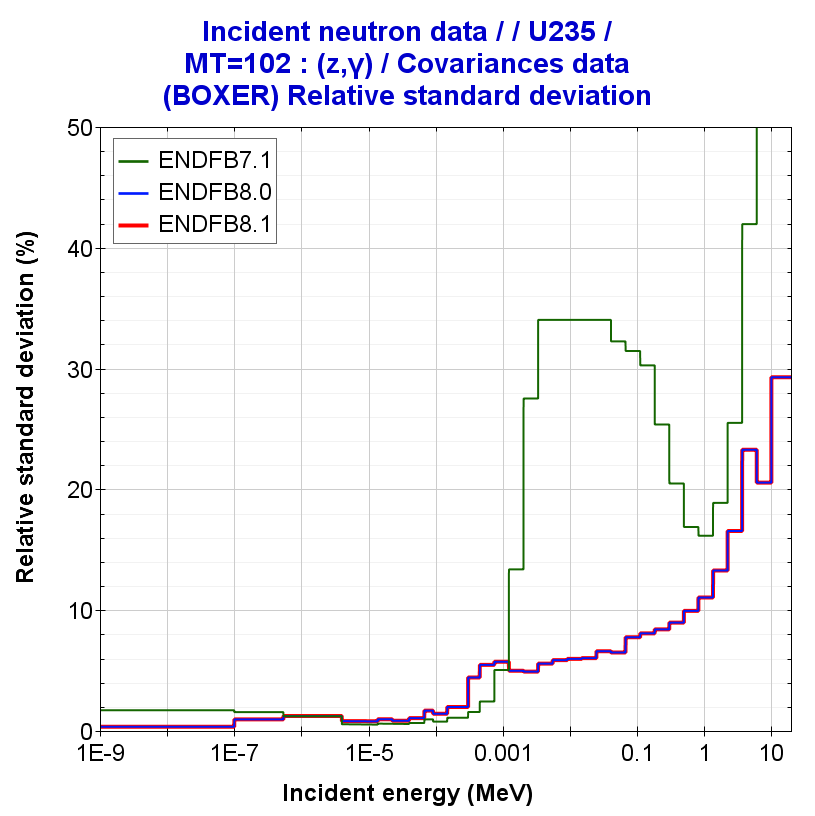 Incident neutron data / / U235 /
MT=102 : (z,γ) / Covariances data
(BOXER) Relative standard deviation
ENDFB7.1
ENDFB8.0
ENDFB8.1
Relative standard deviation (%)
50
40
30
20
10
0
1E-9 1E-7 1E-5 0.001 0.1 1 10
Incident energy (MeV)